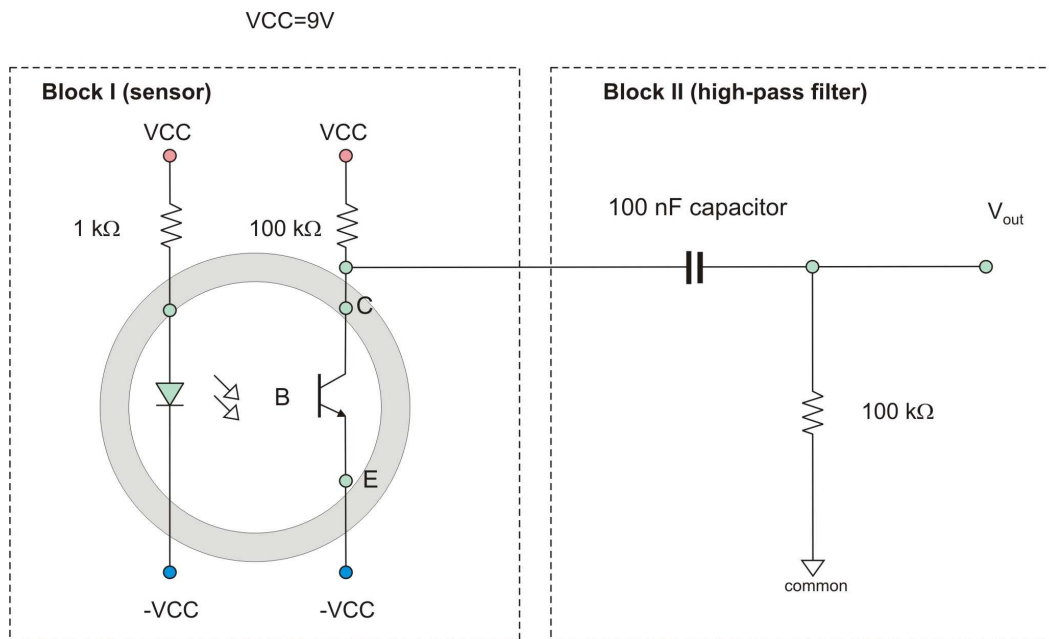 VCC=9V
Block I (sensor)
VCC
VCC
1 kΩ
100 kΩ
C
B
E
-VCC
-VCC
Block II (high-pass filter)
100 nF capacitor
Vout
100 kΩ
common